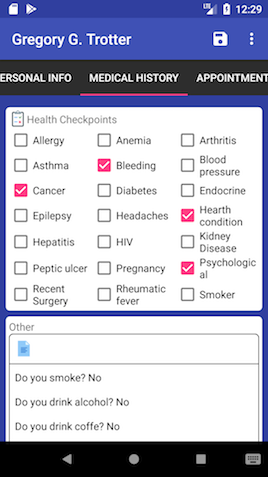 12:29
Gregory G. Trotter
ERSONAL INFO MEDICAL HISTORY APPOINTMENT
Health Checkpoints
Allergy Anemia Arthritis
Asthma Bleeding Blood
pressure
Cancer Diabetes Endocrine
Epilepsy Headaches Hearth
condition
Hepatitis HIV Kidney
Disease
Peptic ulcer Pregnancy Psychologic
al
Recent
Surgery Rheumatic
fever Smoker
Other
Do you smoke? No
Do you drink alcohol? No
Do you drink coffe? No